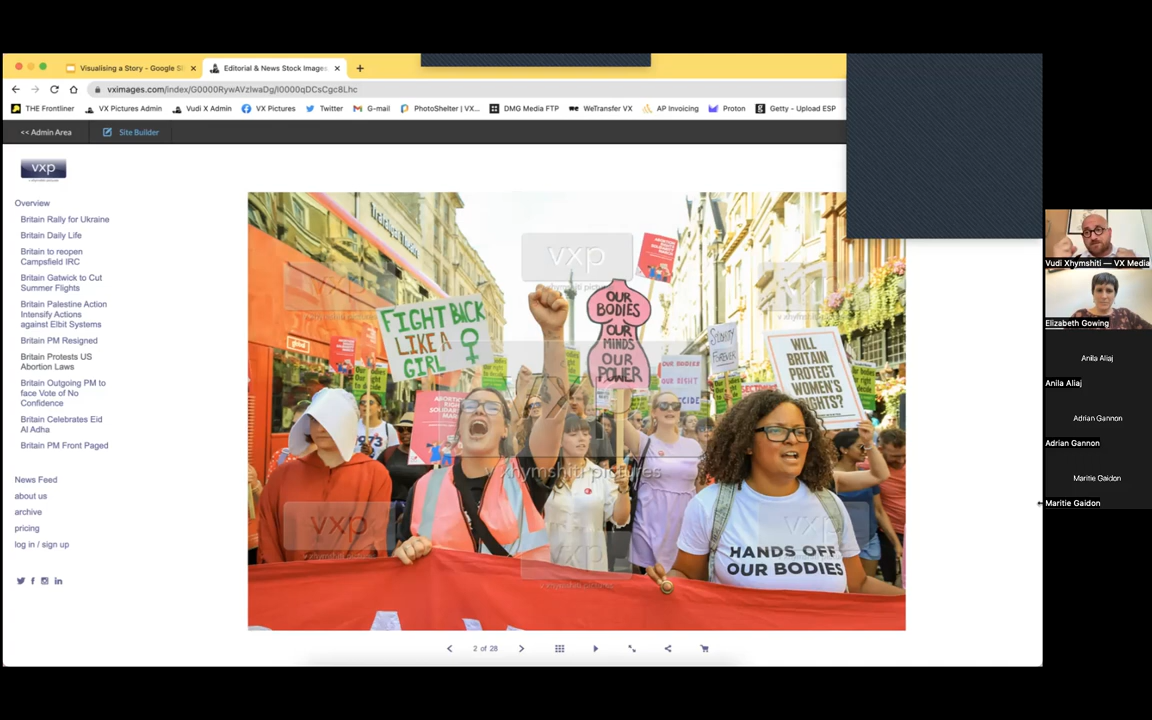 Visualising a Story - Google Sl
Editorial & News Stock Images
vximages.com/index/G0000RywAVzIwaDg/I0000qDCsCgc8Lhc
THE Frontliner
VX Pictures Admin
Vudi X Admin
VX Pictures
Twitter
G-mail
PhotoShelter | VX...
DMG Media FTP
WeTransfer VX
AP Invoicing
Proton
Getty - Upload ESP
<< Admin Area
Site Builder
vxp
Overview
Britain Rally for Ukraine
Britain Daily Life
Britain to reopen
Campsfield IRC
Britain Gatwick to Cut
Summer Flights
Britain Palestine Action
Intensify Actions
against Elbit Systems
Britain PM Resigned
Britain Protests US
Abortion Laws
Britain Outgoing PM to
face Vote of No
Confidence
Britain Celebrates Eid
Al Adha
Britain PM Front Paged
News Feed
about us
archive
pricing
log in / sign up
FIGHT BACK
LIKE A
GIRL
OUR
BODIES
OUR
MINDS
OUR
POWER
WILL
BRITAIN
PROTECT
WOMEN'S
RIGHTS?
HANDS OFF
OUR BODIES
vxp
v xhymshiti pictures
2 of 28
Vudi Xhymshiti — VX Media
Elizabeth Gowing
Anila Aliaj
Anila Aliaj
Adrian Gannon
Adrian Gannon
Maritie Gaidon
Maritie Gaidon